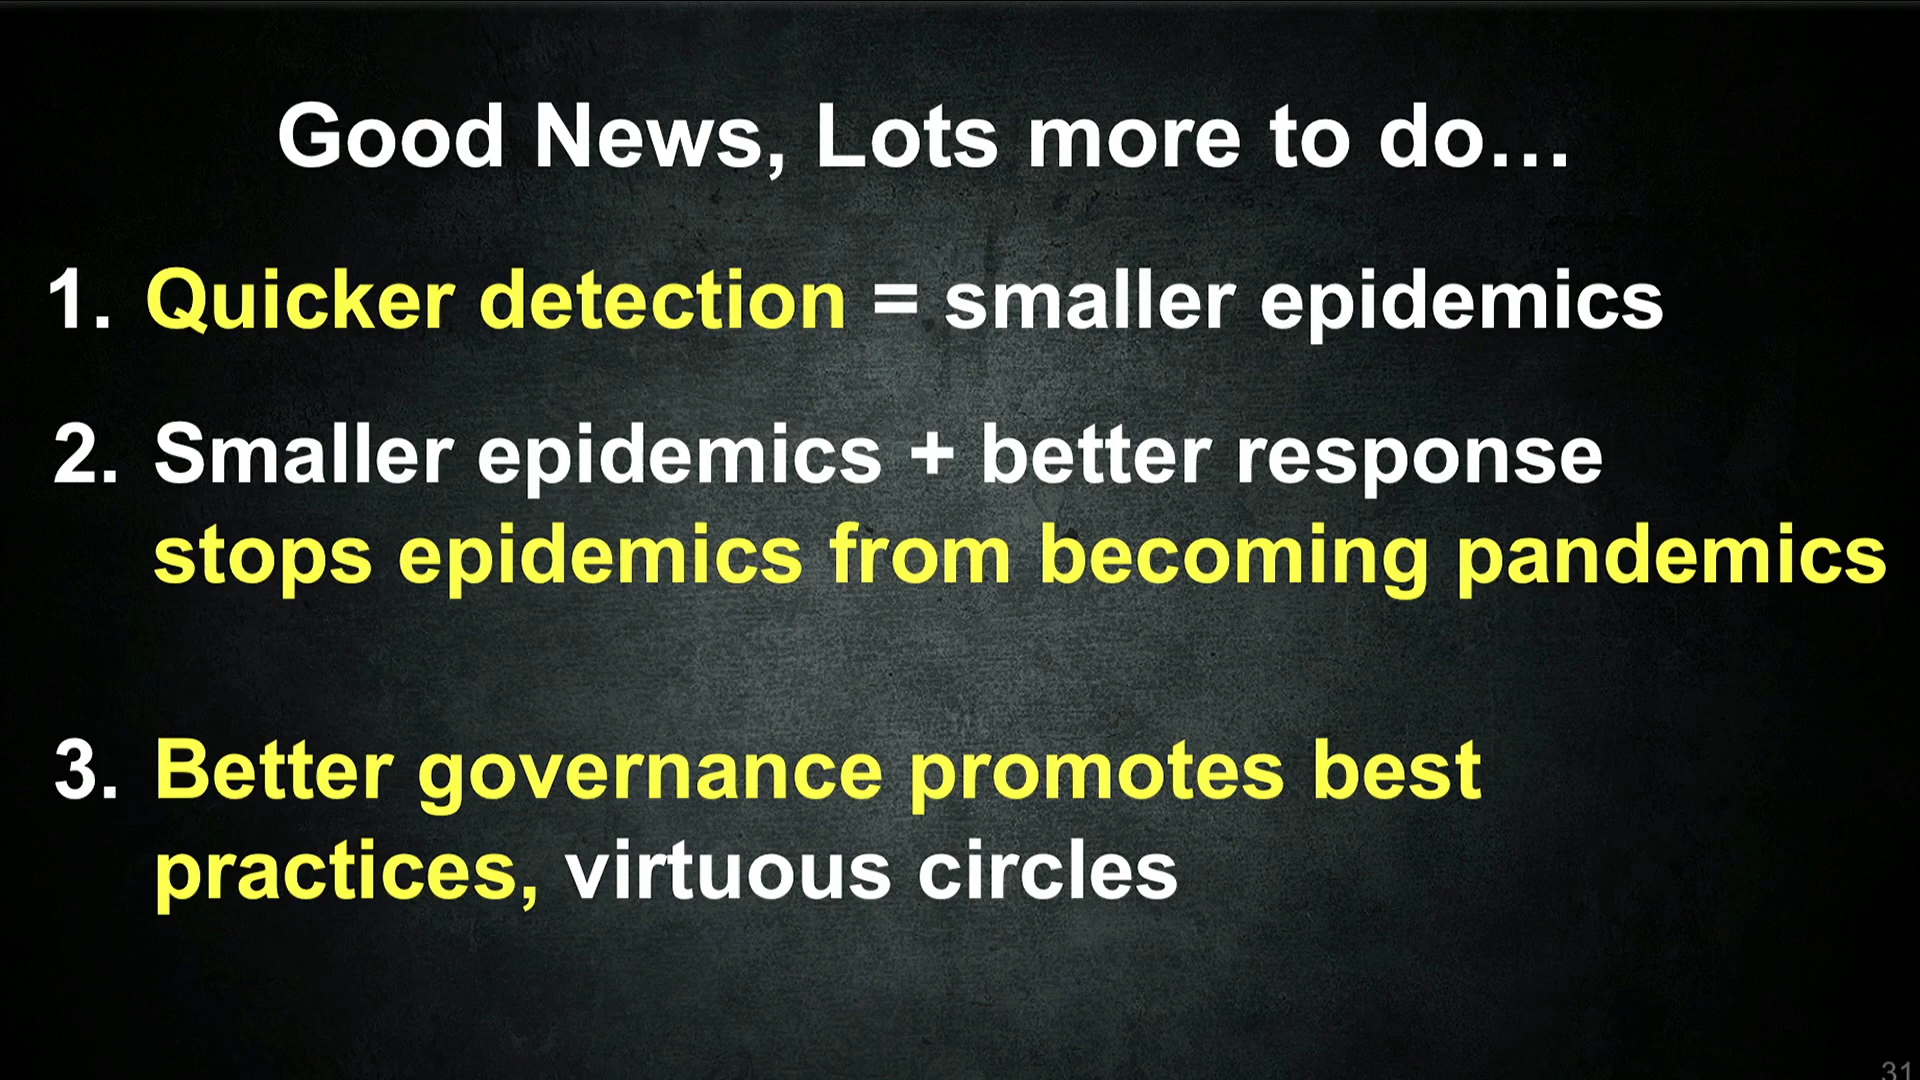 Good News, Lots more to do…
1. Quicker detection = smaller epidemics
2. Smaller epidemics + better response
stops epidemics from becoming pandemics
3. Better governance promotes best
practices, virtuous circles
31